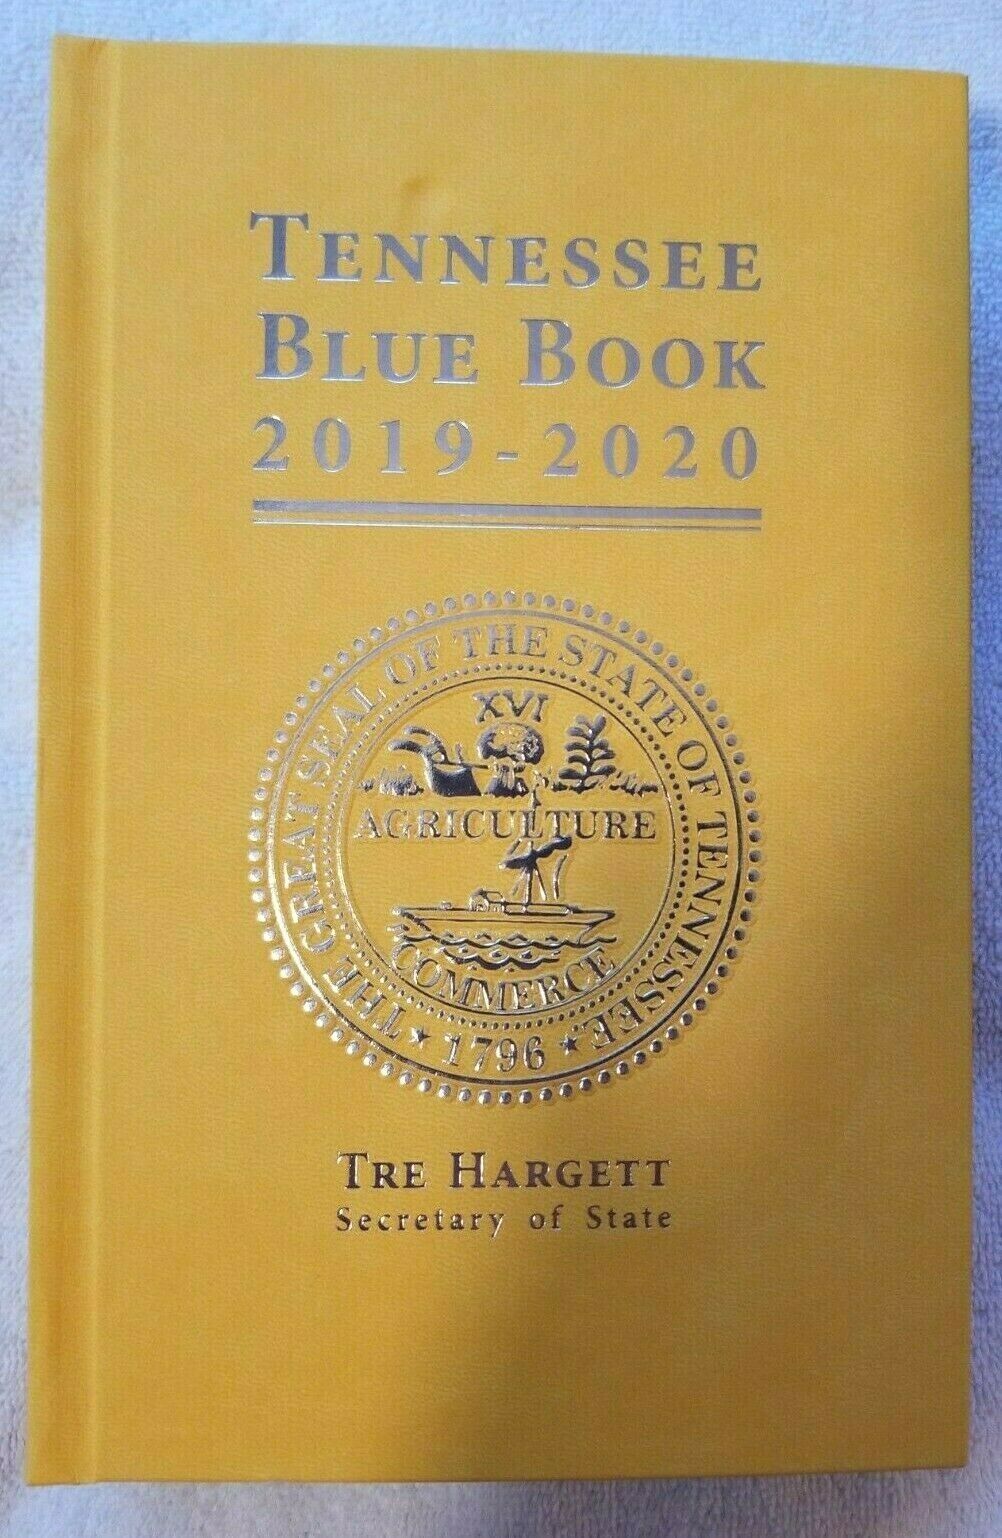 TENNESSEE
BLUE BOOK
2019-2020
THE GREAT SEAL OF THE STATE OF TENNESSEE
XVI
AGRICULTURE
COMMERCE
★ 1796 ★
TRE HARGETT
Secretary of State